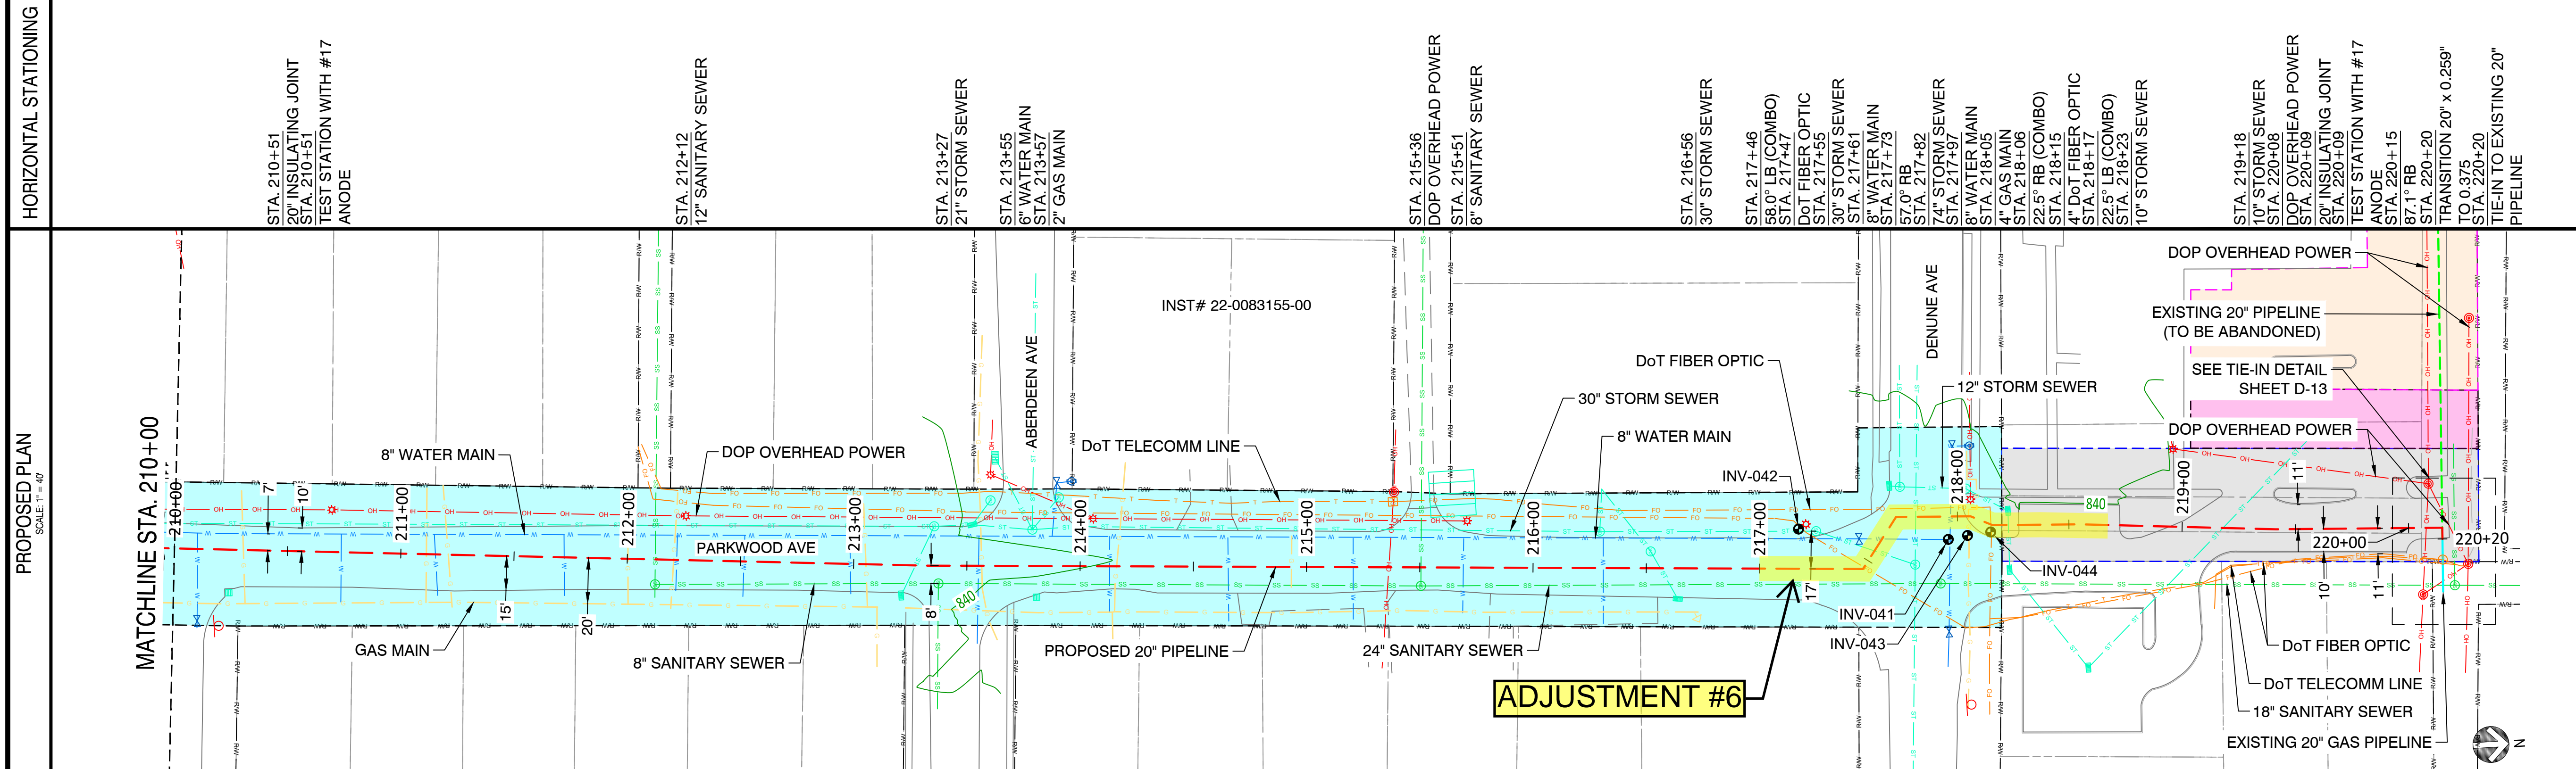 HORIZONTAL STATIONING
STA. 210+51
20" INSULATING JOINT
STA. 210+51
TEST STATION WITH #17
ANODE
STA. 212+12
12" SANITARY SEWER
STA. 213+27
21" STORM SEWER
STA. 213+55
6" WATER MAIN
STA. 213+57
2" GAS MAIN
STA. 215+36
DOP OVERHEAD POWER
STA. 215+51
8" SANITARY SEWER
STA. 216+56
30" STORM SEWER
STA. 217+46
58.0° LB (COMBO)
STA. 217+47
DoT FIBER OPTIC
STA. 217+55
30" STORM SEWER
STA. 217+61
8" WATER MAIN
STA. 217+73
57.0° RB
STA. 217+82
74" STORM SEWER
STA. 217+97
8" WATER MAIN
STA. 218+05
4" GAS MAIN
STA. 218+06
22.5° RB (COMBO)
STA. 218+15
4" DoT FIBER OPTIC
STA. 218+17
22.5° LB (COMBO)
STA. 218+23
10" STORM SEWER
STA. 219+18
10" STORM SEWER
STA. 220+08
DOP OVERHEAD POWER
STA. 220+09
20" INSULATING JOINT
STA. 220+09
TEST STATION WITH #17
ANODE
STA. 220+15
87.1° RB
STA. 220+20
TRANSITION 20" x 0.259"
TO 0.375
STA. 220+20
TIE-IN TO EXISTING 20"
PIPELINE
PROPOSED PLAN
SCALE: 1" = 40'
MATCHLINE STA. 210+00
210+00
211+00
212+00
213+00
214+00
215+00
216+00
217+00
218+00
219+00
220+00
220+20
7'
10'
15'
20'
8'
17'
11'
10'
11'
8" WATER MAIN
DOP OVERHEAD POWER
PARKWOOD AVE
GAS MAIN
8" SANITARY SEWER
ABERDEEN AVE
840
DoT TELECOMM LINE
PROPOSED 20" PIPELINE
INST# 22-0083155-00
24" SANITARY SEWER
30" STORM SEWER
8" WATER MAIN
DoT FIBER OPTIC
INV-042
INV-041
INV-043
INV-044
ADJUSTMENT #6
DENUNE AVE
12" STORM SEWER
840
DOP OVERHEAD POWER
EXISTING 20" PIPELINE
(TO BE ABANDONED)
SEE TIE-IN DETAIL
SHEET D-13
DOP OVERHEAD POWER
DoT FIBER OPTIC
DoT TELECOMM LINE
18" SANITARY SEWER
EXISTING 20" GAS PIPELINE
N